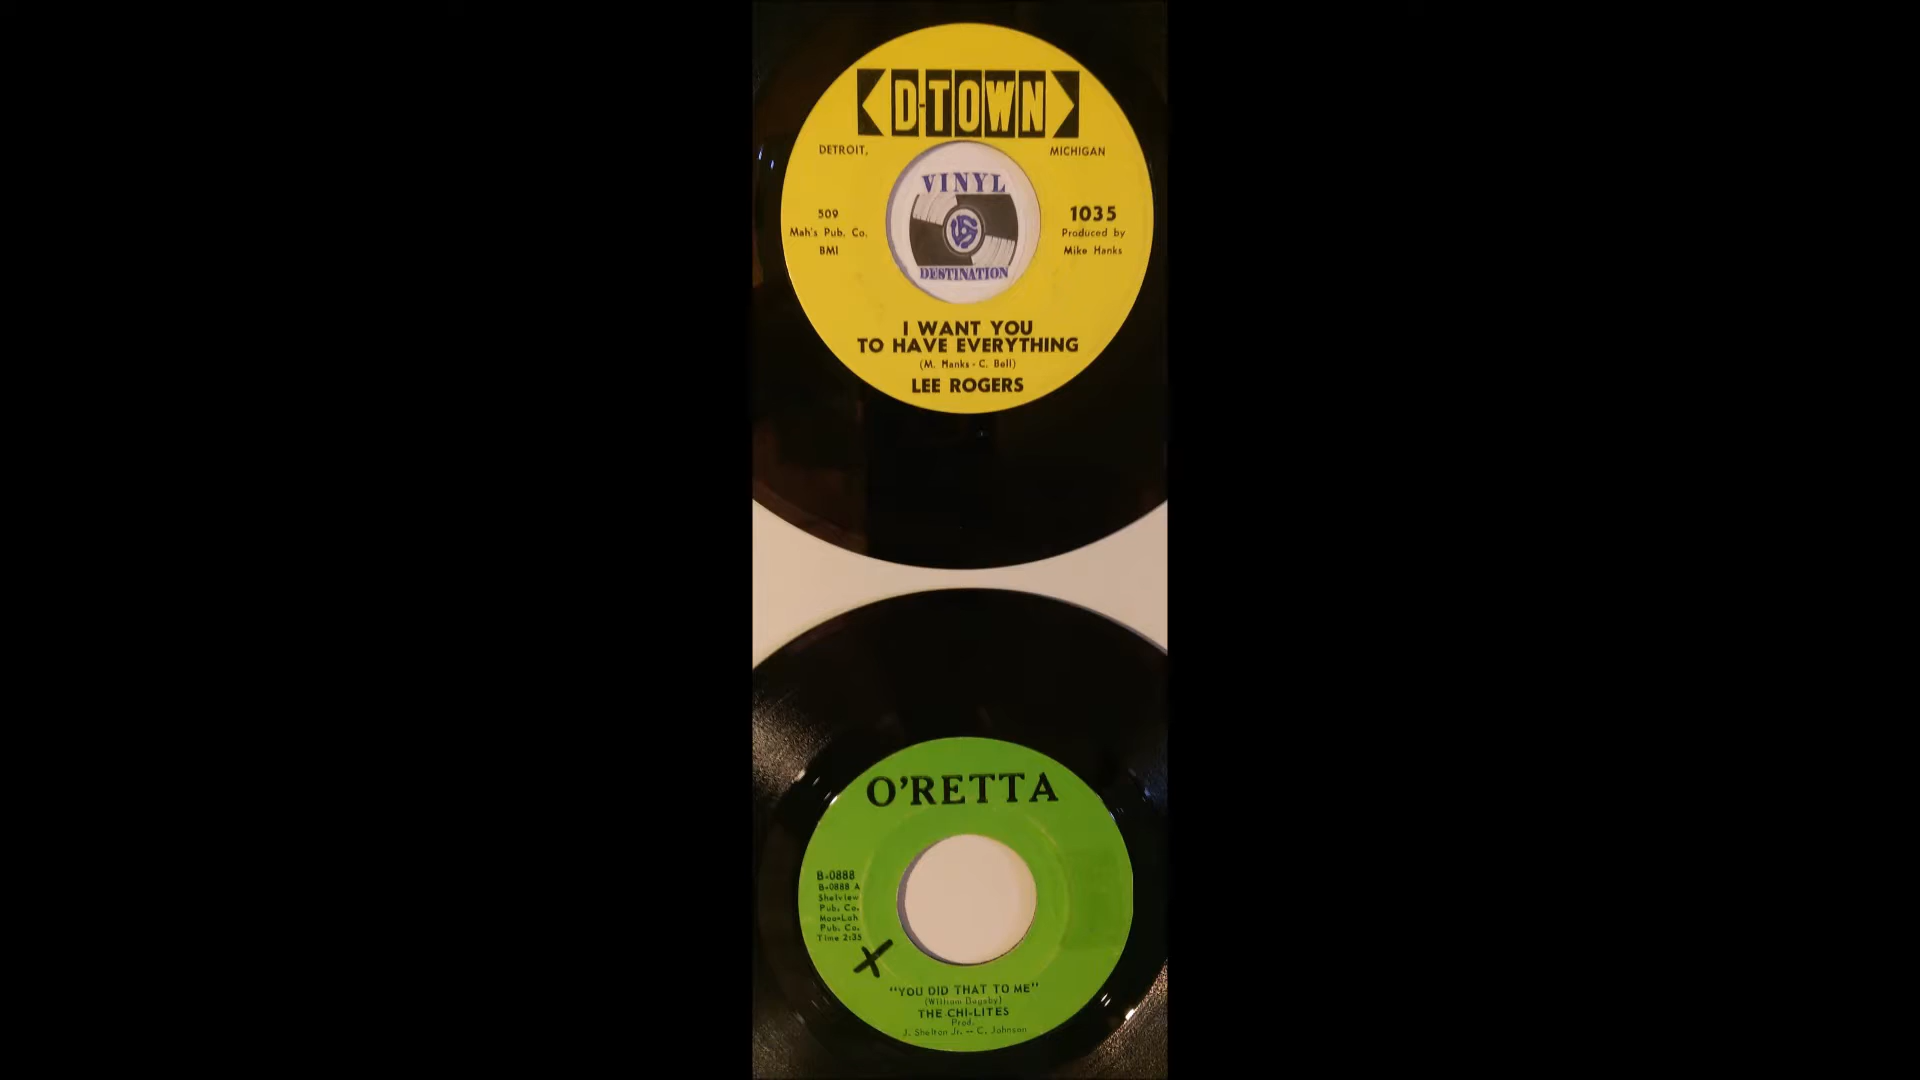 D-TOWN
DETROIT, MICHIGAN
VINYL
DESTINATION
509
Mah's Pub. Co.
BMI
1035
Produced by
Mike Hanks
I WANT YOU
TO HAVE EVERYTHING
(M. Hanks - C. Bell)
LEE ROGERS
O'RETTA
B-0888
B-0888 A
Shelview
Pub. Co.
Moo-Lah
Pub. Co.
Time 2:35
X
"YOU DID THAT TO ME"
(William Bugsby)
THE CHI-LITES
Prod.
J. Shelton Jr. -- C. Johnson